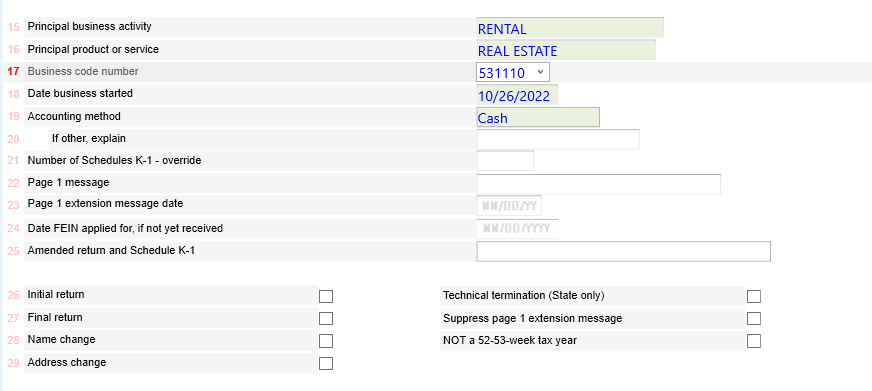 15 Principal business activity RENTAL
16 Principal product or service REAL ESTATE
17 Business code number 531110
18 Date business started 10/26/2022
19 Accounting method Cash
20 If other, explain
21 Number of Schedules K-1 - override
22 Page 1 message
23 Page 1 extension message date MM/DD/YY
24 Date FEIN applied for, if not yet received MM/DD/YYYY
25 Amended return and Schedule K-1
26 Initial return Technical termination (State only)
27 Final return Suppress page 1 extension message
28 Name change NOT a 52-53-week tax year
29 Address change